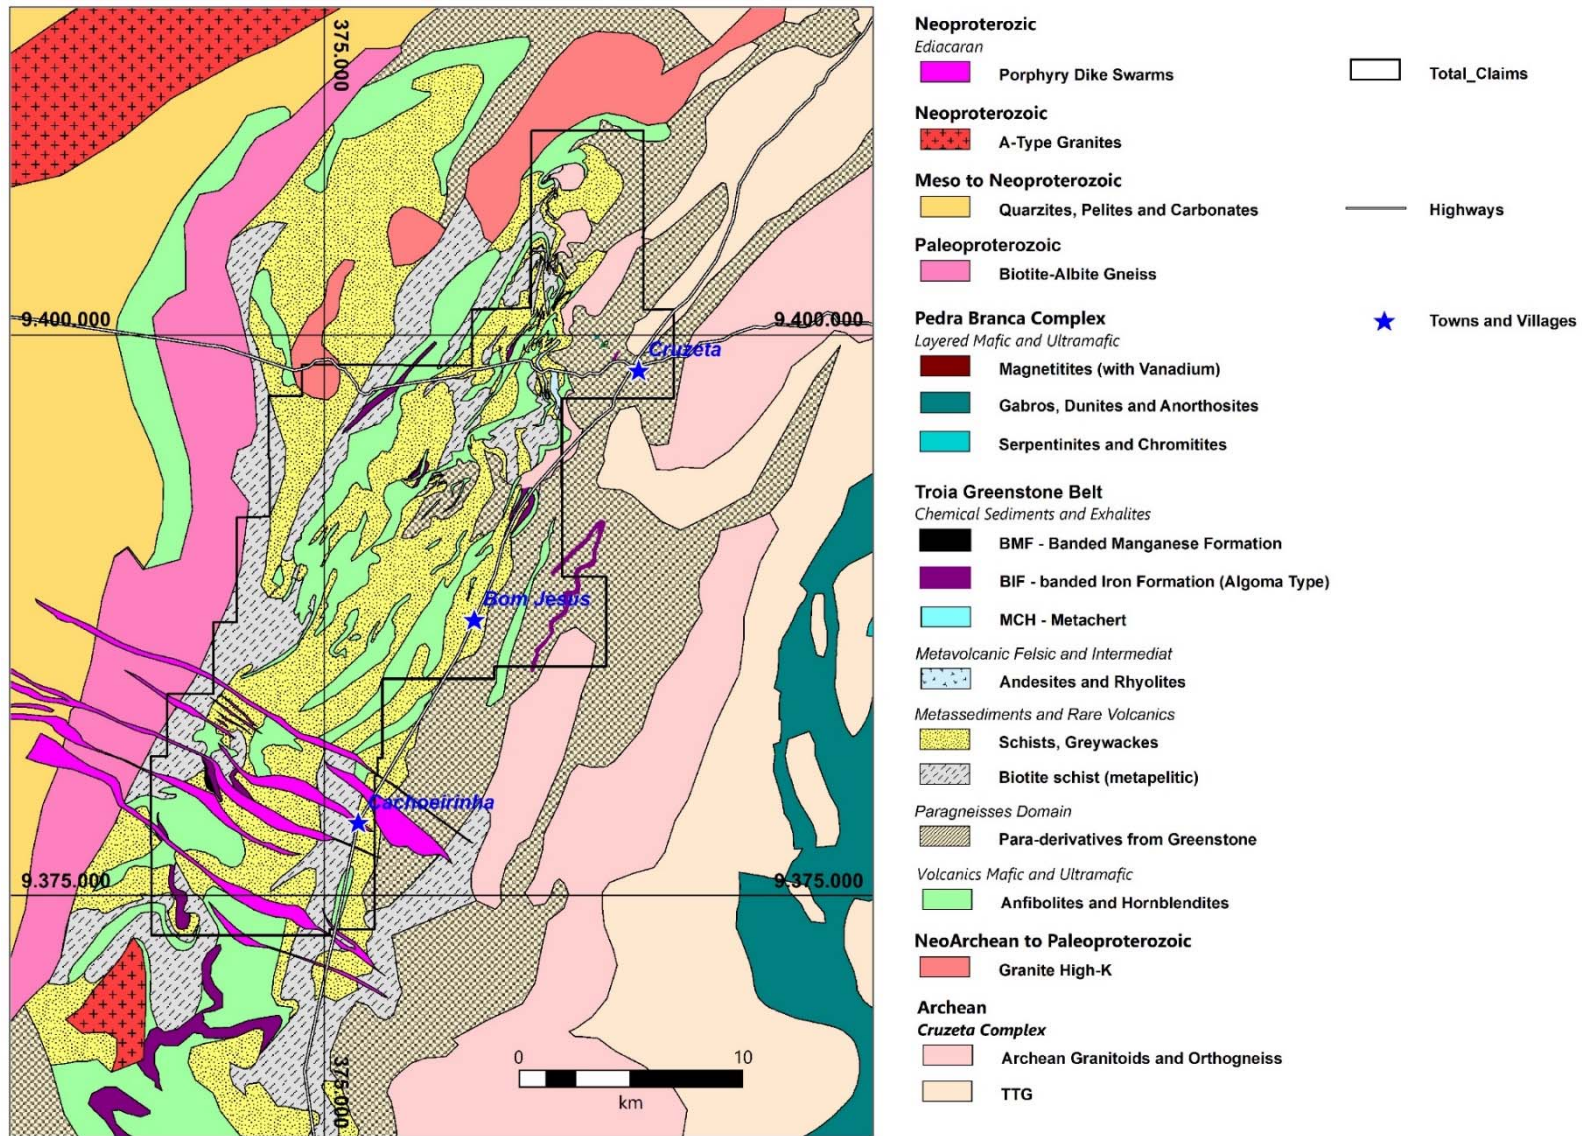 375.000
9.400.000
9.400.000
Cruzeta
Bom Jesus
Cachoeirinha
9.375.000
9.375.000
375.000
0 10
km
Neoproterozic
Ediacaran
Porphyry Dike Swarms
Total_Claims
Neoproterozoic
A-Type Granites
Meso to Neoproterozoic
Quarzites, Pelites and Carbonates
Highways
Paleoproterozoic
Biotite-Albite Gneiss
Pedra Branca Complex
Towns and Villages
Layered Mafic and Ultramafic
Magnetitites (with Vanadium)
Gabros, Dunites and Anorthosites
Serpentinites and Chromitites
Troia Greenstone Belt
Chemical Sediments and Exhalites
BMF - Banded Manganese Formation
BIF - banded Iron Formation (Algoma Type)
MCH - Metachert
Metavolcanic Felsic and Intermediat
Andesites and Rhyolites
Metassediments and Rare Volcanics
Schists, Greywackes
Biotite schist (metapelitic)
Paragneisses Domain
Para-derivatives from Greenstone
Volcanics Mafic and Ultramafic
Anfibolites and Hornblendites
NeoArchean to Paleoproterozoic
Granite High-K
Archean
Cruzeta Complex
Archean Granitoids and Orthogneiss
TTG